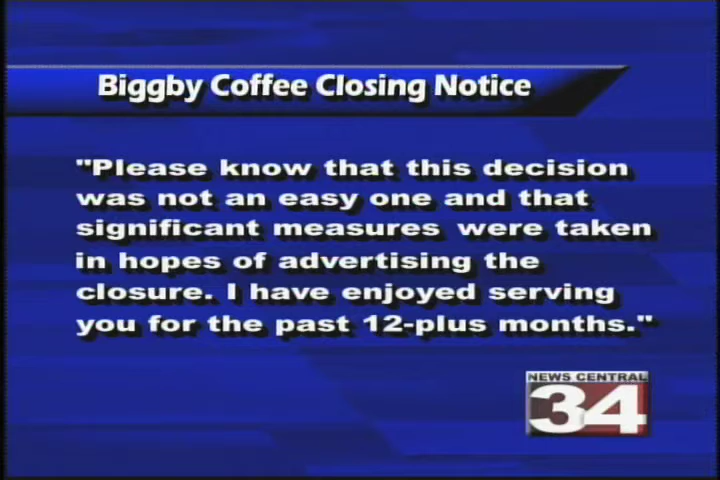 Biggby Coffee Closing Notice
"Please know that this decision
was not an easy one and that
significant measures were taken
in hopes of advertising the
closure. I have enjoyed serving
you for the past 12-plus months."
NEWS CENTRAL
34